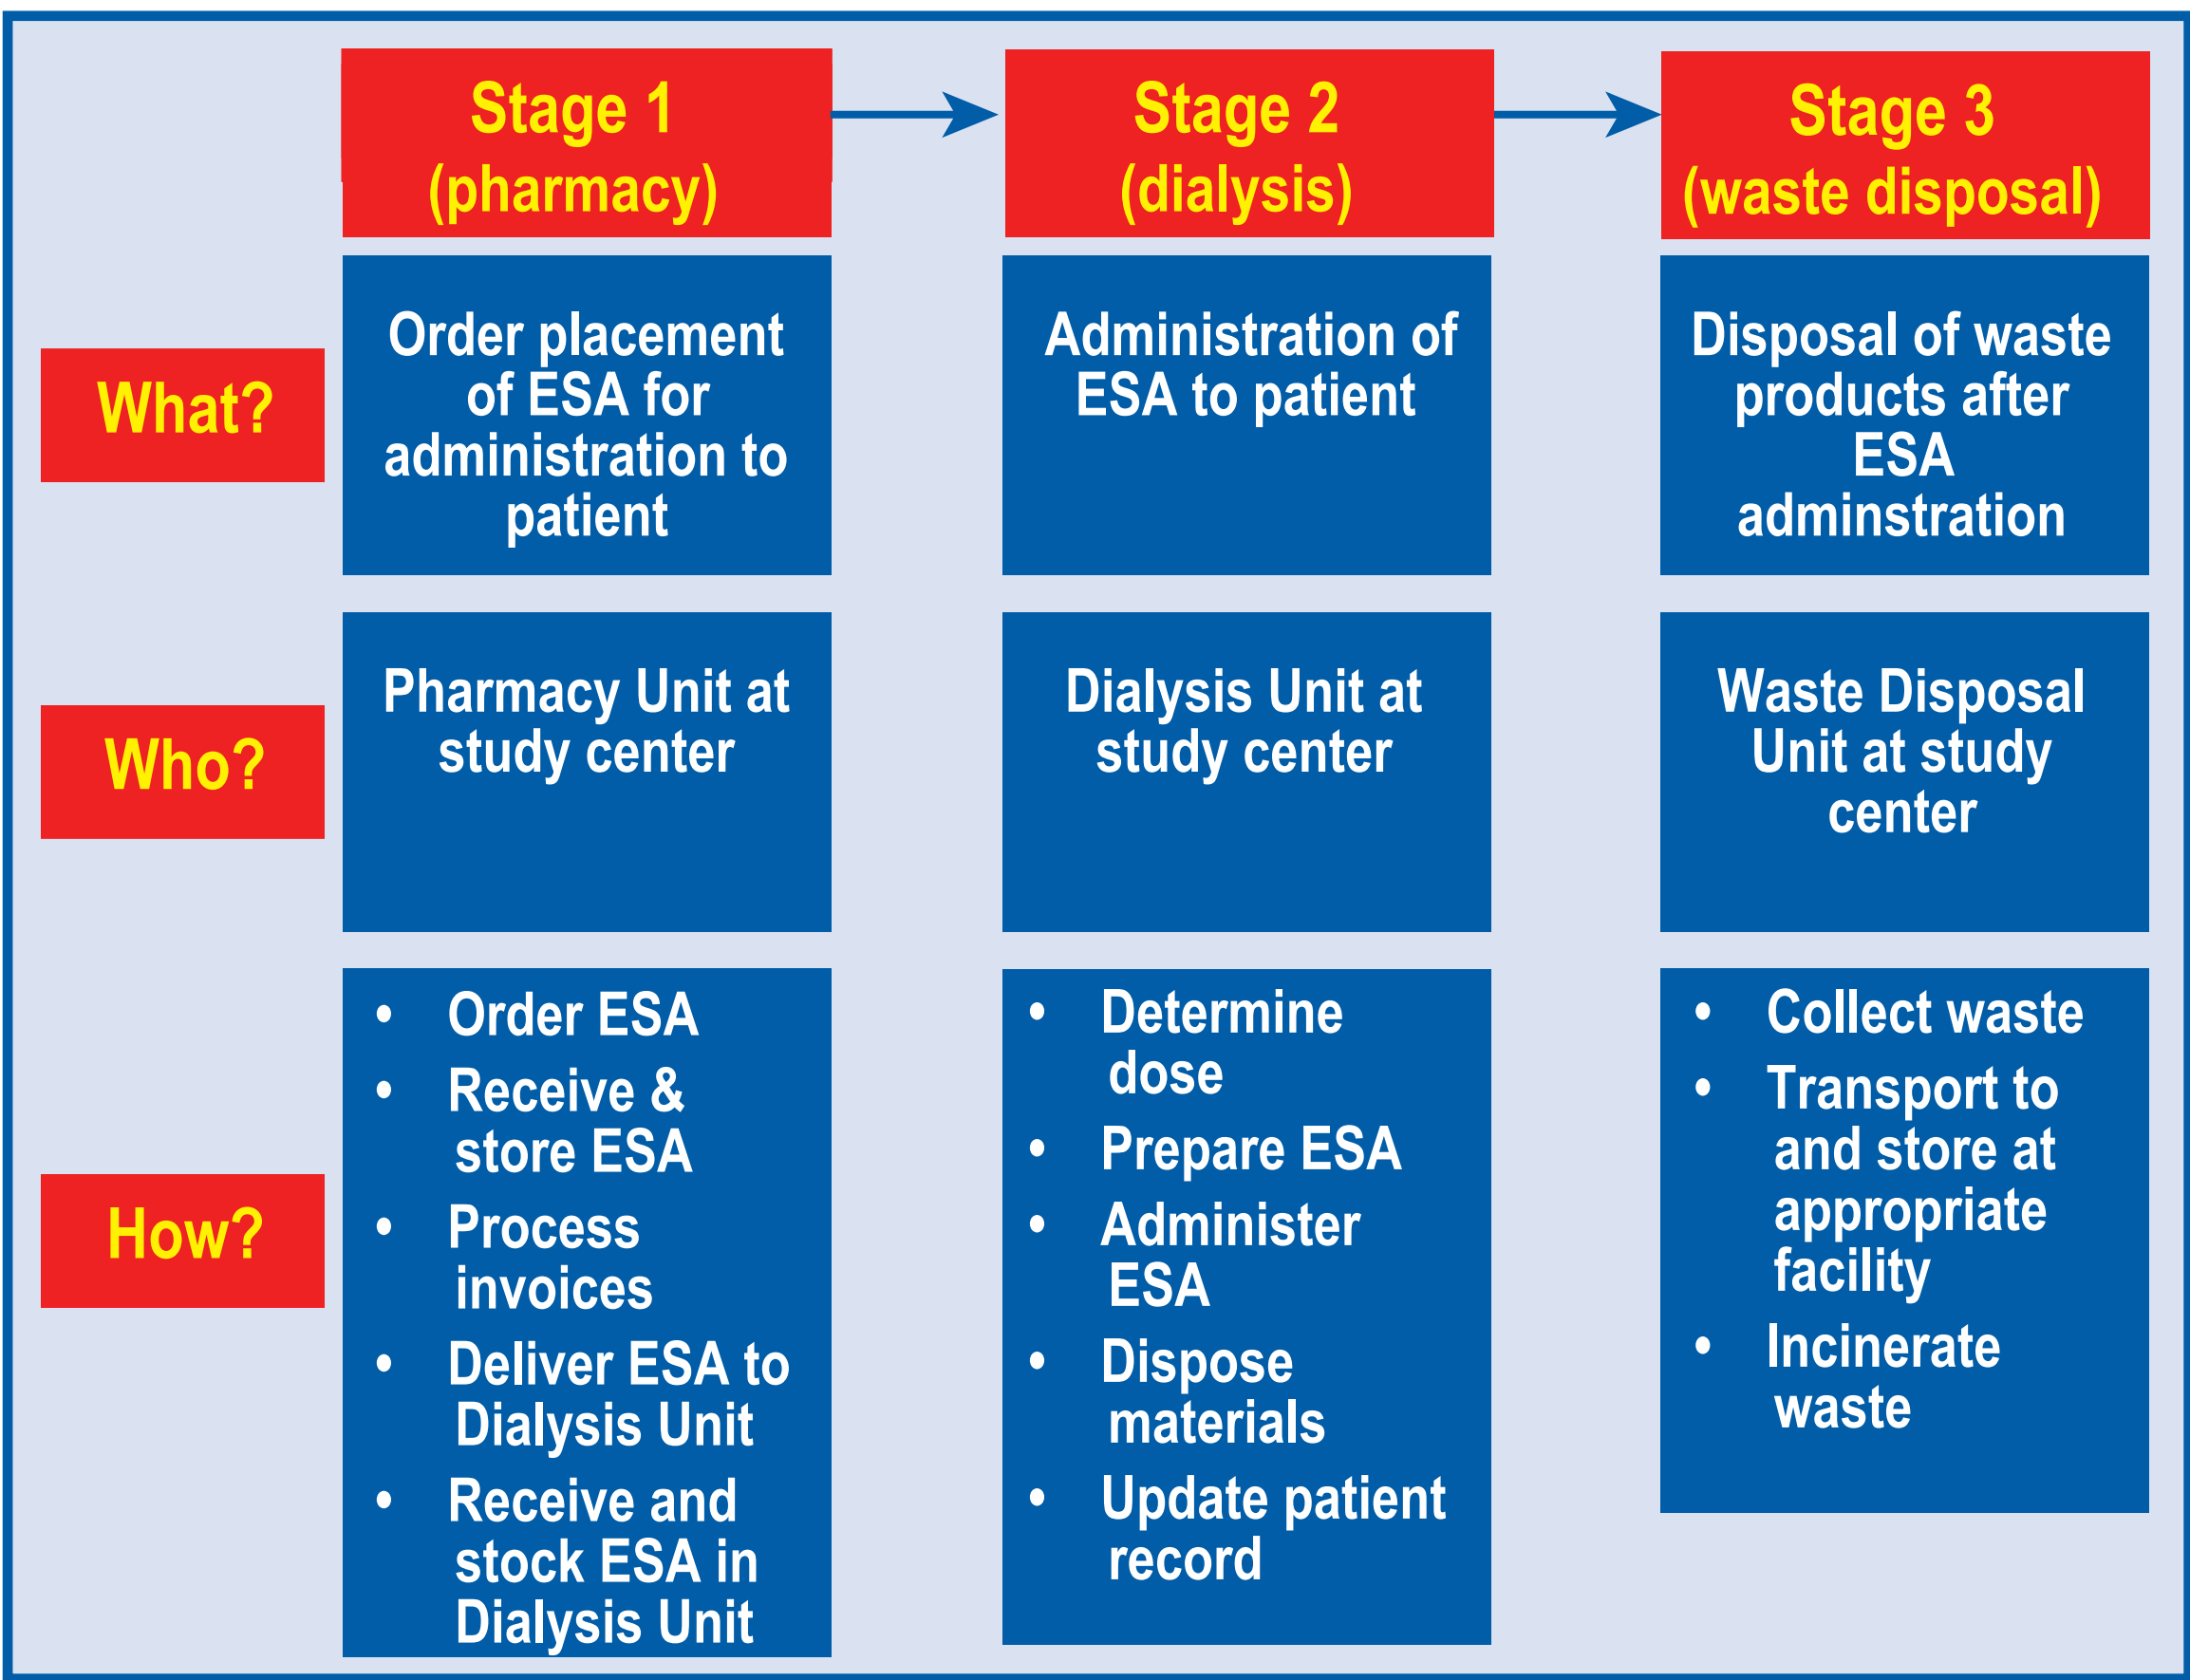 Stage 1
(pharmacy)
Stage 2
(dialysis)
Stage 3
(waste disposal)
What?
Order placement
of ESA for
administration to
patient
Administration of
ESA to patient
Disposal of waste
products after
ESA
adminstration
Who?
Pharmacy Unit at
study center
Dialysis Unit at
study center
Waste Disposal
Unit at study
center
How?
• Order ESA
• Receive &
store ESA
• Process
invoices
• Deliver ESA to
Dialysis Unit
• Receive and
stock ESA in
Dialysis Unit
• Determine
dose
• Prepare ESA
• Administer
ESA
• Dispose
materials
• Update patient
record
• Collect waste
• Transport to
and store at
appropriate
facility
• Incinerate
waste